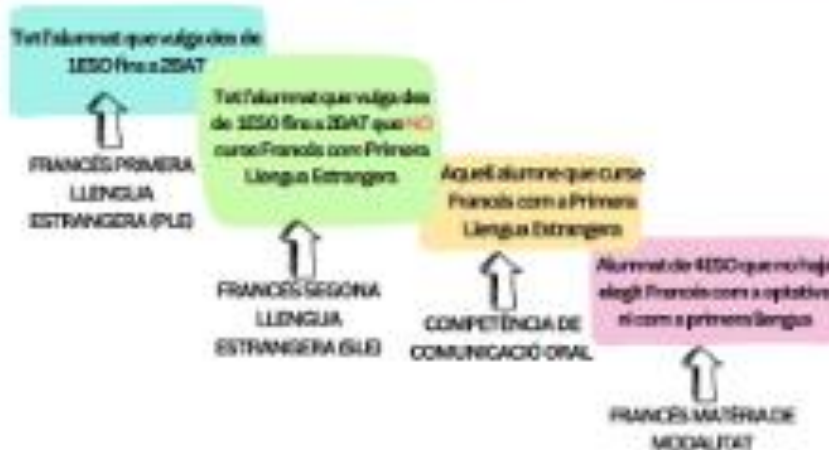 Tot l'alumnat que vulga des de
1ESO fins a 2BAT
FRANCÉS PRIMERA
LLENGUA
ESTRANGERA (PLE)
Tot l'alumnat que vulga des
de 1ESO fins a 2BAT que NO
curse Francés com Primera
Llengua Estrangera
FRANCÉS SEGONA
LLENGUA
ESTRANGERA (SLE)
Aquell alumne que curse
Francés com a Primera
Llengua Estrangera
COMPETÈNCIA DE
COMUNICACIÓ ORAL
Alumnat de 4ESO que no haja
elegit Francés com a optativa
ni com a primera llengua
FRANCÉS MATÈRIA DE
MODALITAT